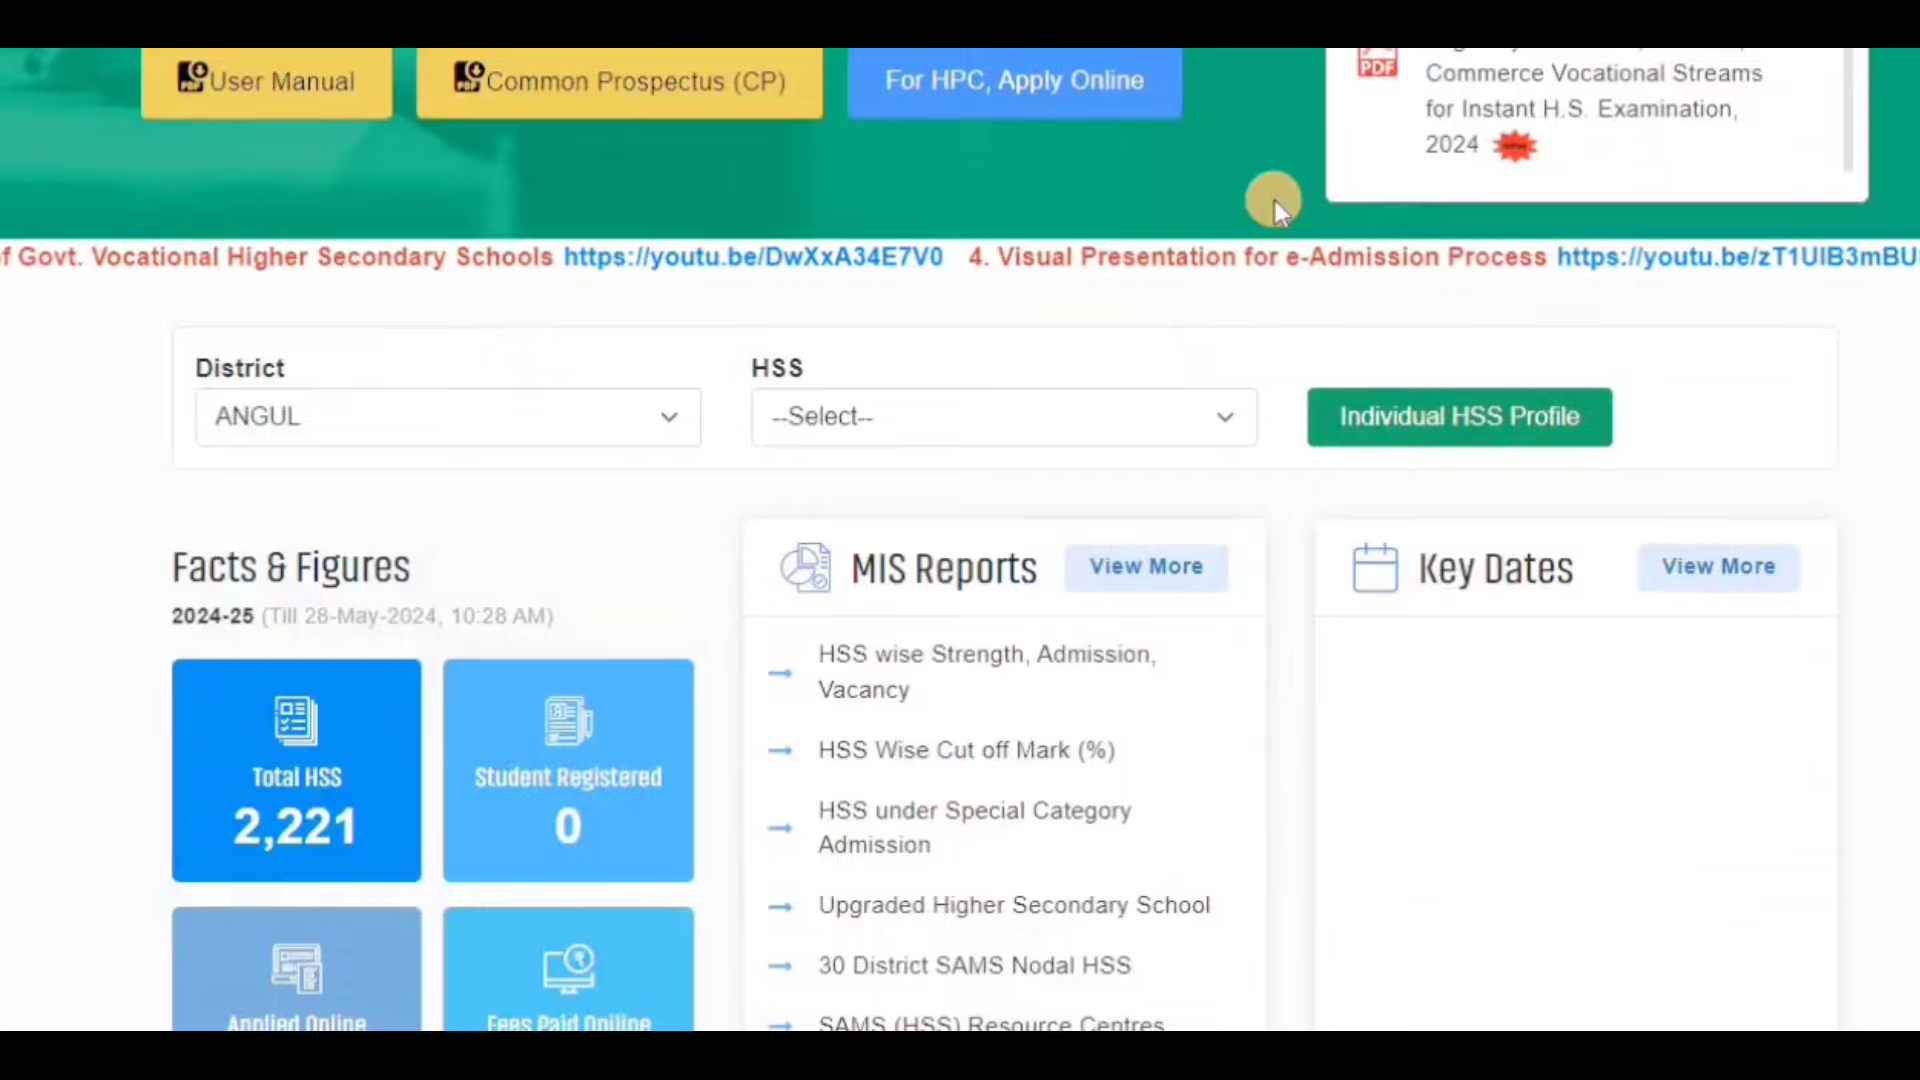 User Manual
Common Prospectus (CP)
For HPC, Apply Online
PDF
Commerce Vocational Streams
for Instant H.S. Examination,
2024
f Govt. Vocational Higher Secondary Schools https://youtu.be/DwXxA34E7V0 4. Visual Presentation for e-Admission Process https://youtu.be/zT1UIB3mBU
District
HSS
ANGUL
--Select--
Individual HSS Profile
Facts & Figures
2024-25 (Till 28-May-2024, 10:28 AM)
Total HSS
2,221
Student Registered
0
Applied Online
Fees Paid Online
MIS Reports
View More
HSS wise Strength, Admission,
Vacancy
HSS Wise Cut off Mark (%)
HSS under Special Category
Admission
Upgraded Higher Secondary School
30 District SAMS Nodal HSS
SAMS (HSS) Resource Centres
Key Dates
View More